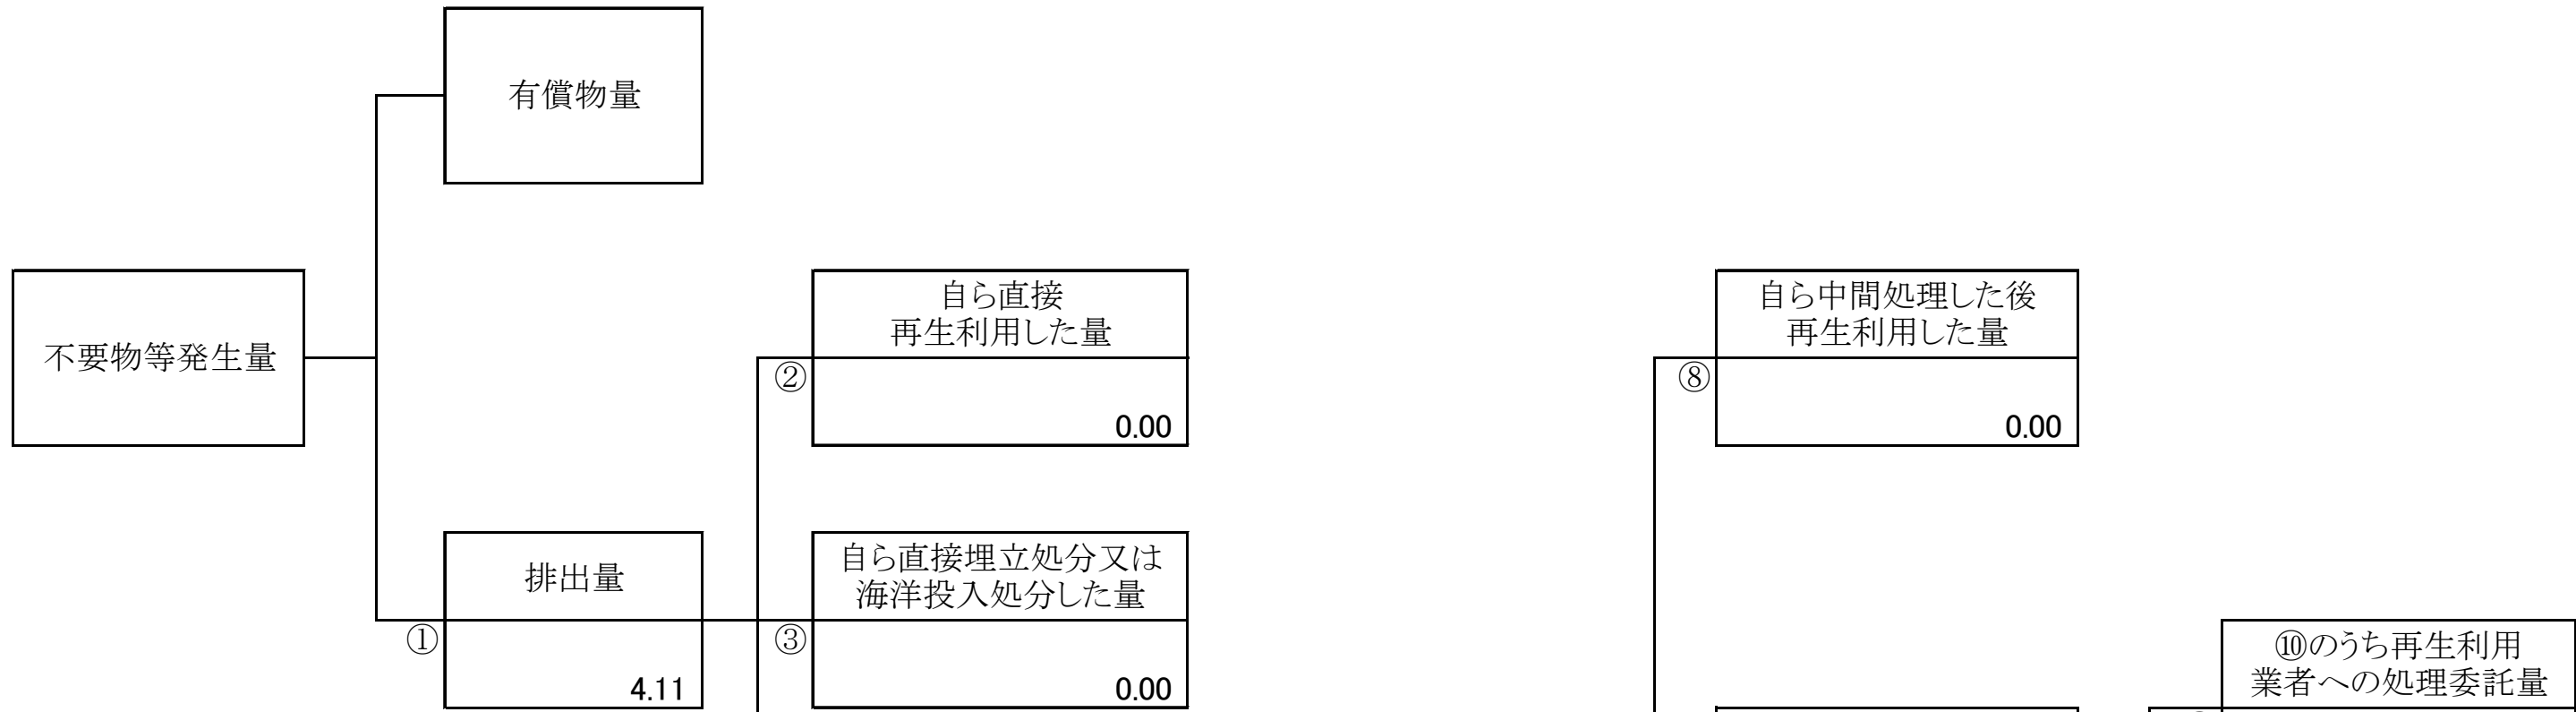 有償物量
不要物等発生量
自ら直接
再生利用した量
②
0.00
自ら中間処理した後
再生利用した量
⑧
0.00
排出量
①
4.11
自ら直接埋立処分又は
海洋投入処分した量
③
0.00
⑩のうち再生利用
業者への処理委託量